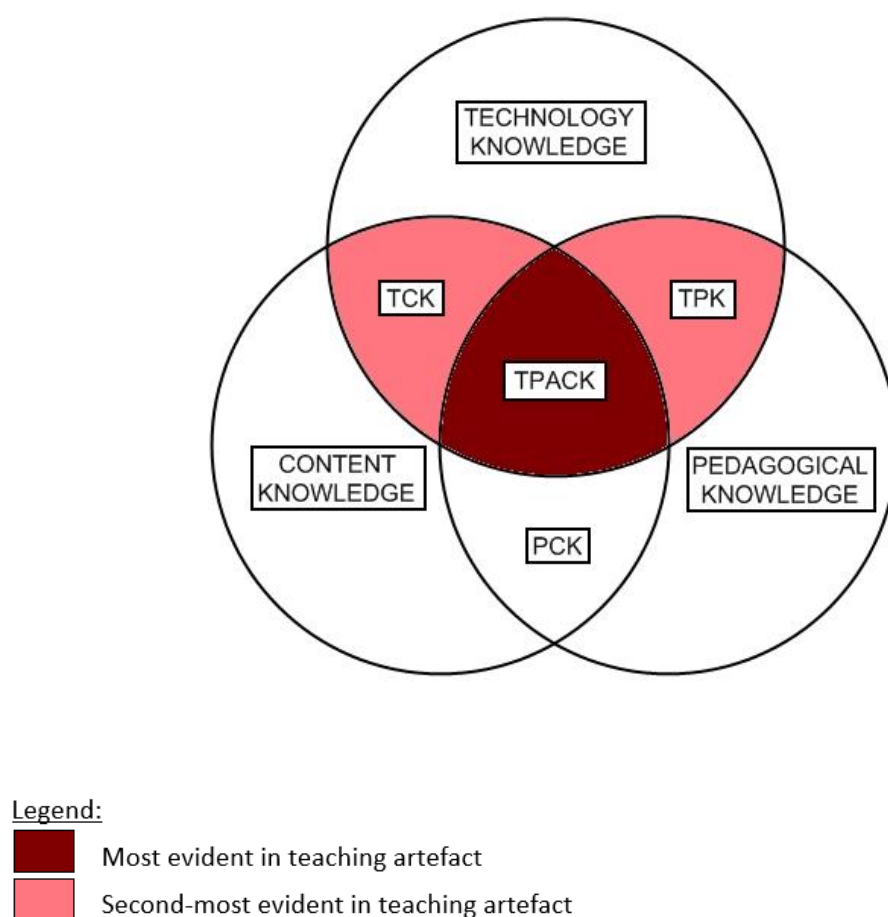 TECHNOLOGY
KNOWLEDGE
TCK
TPK
TPACK
CONTENT
KNOWLEDGE
PEDAGOGICAL
KNOWLEDGE
PCK
Legend:
Most evident in teaching artefact
Second-most evident in teaching artefact